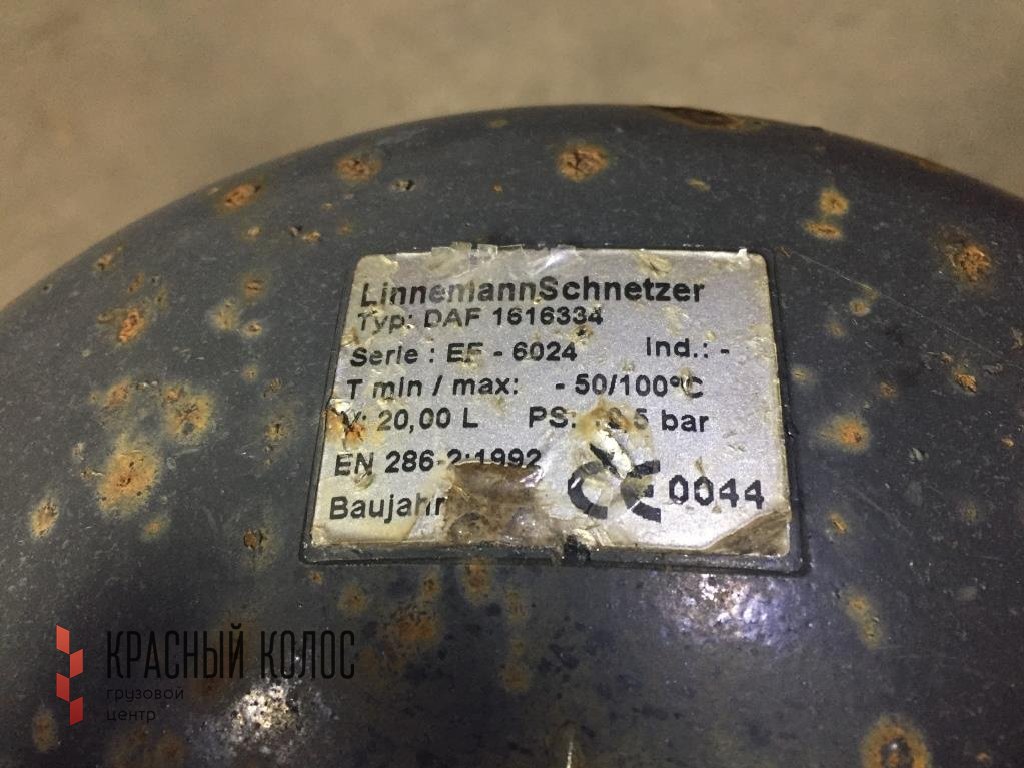 LinnemannSchnetzer
Typ: DAF 1616334
Serie : EF - 6024 Ind.: -
T min / max: - 50/100°C
V: 20,00 L PS: bar
EN 286-2:1992
Baujahr
CE 0044
КРАСНЫЙ КОЛОС
грузовой
центр